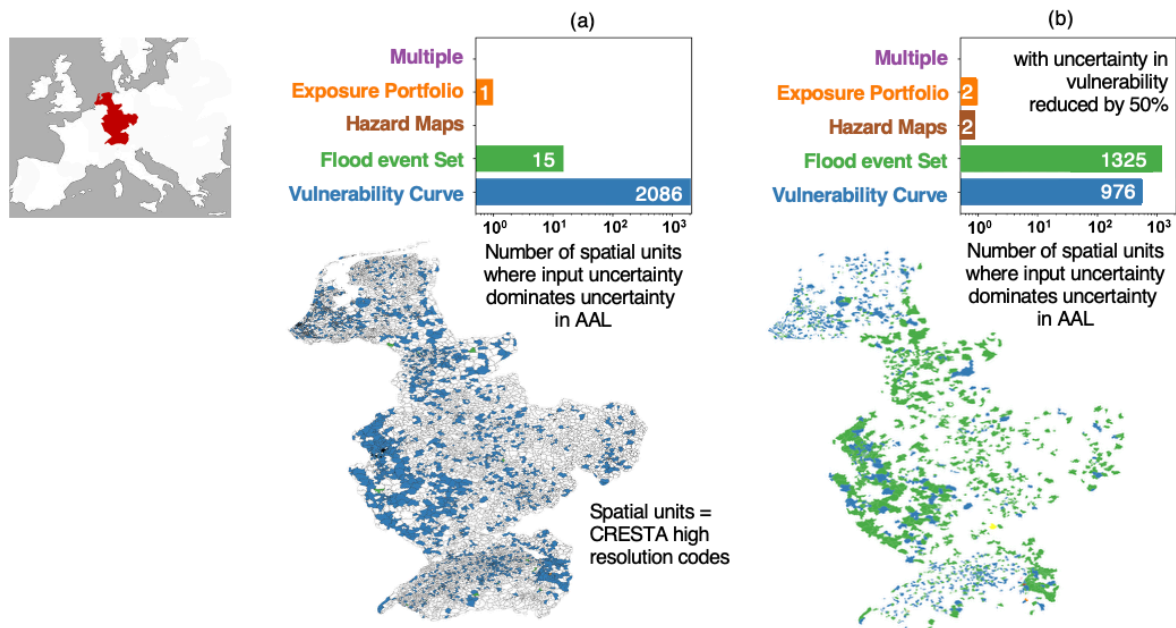 (a)
Multiple
Exposure Portfolio
Hazard Maps
Flood event Set
Vulnerability Curve
1
15
2086
10⁰
10¹
10²
10³
Number of spatial units
where input uncertainty
dominates uncertainty
in AAL
Spatial units =
CRESTA high
resolution codes
(b)
Multiple
Exposure Portfolio
Hazard Maps
Flood event Set
Vulnerability Curve
with uncertainty in
vulnerability
reduced by 50%
2
2
1325
976
10⁰
10¹
10²
10³
Number of spatial units
where input uncertainty
dominates uncertainty
in AAL